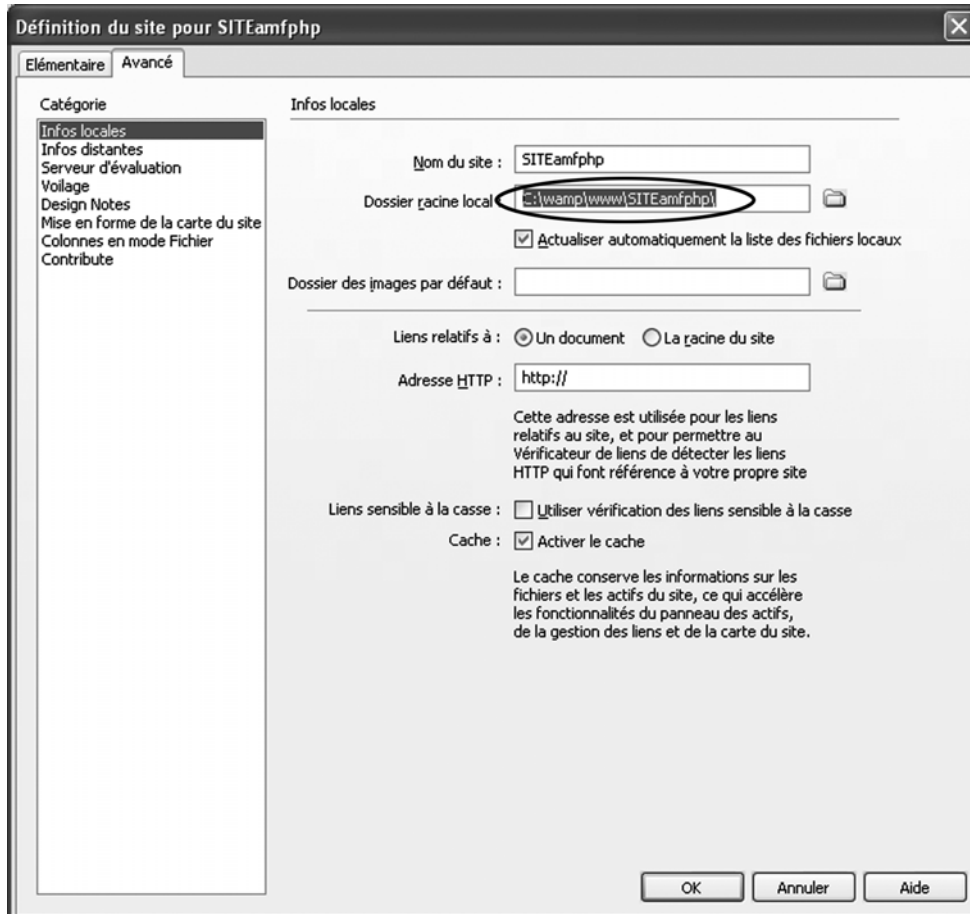 Définition du site pour SITEamfphp
Elémentaire
Avancé
Catégorie
Infos locales
Infos distantes
Serveur d'évaluation
Voilage
Design Notes
Mise en forme de la carte du site
Colonnes en mode Fichier
Contribute
Infos locales
Nom du site : SITEamfphp
Dossier racine local C:\wamp\www\SITEamfphp\
Actualiser automatiquement la liste des fichiers locaux
Dossier des images par défaut :
Liens relatifs à : Un document La racine du site
Adresse HTTP : http://
Cette adresse est utilisée pour les liens
relatifs au site, et pour permettre au
Vérificateur de liens de détecter les liens
HTTP qui font référence à votre propre site
Liens sensible à la casse : Utiliser vérification des liens sensible à la casse
Cache : Activer le cache
Le cache conserve les informations sur les
fichiers et les actifs du site, ce qui accélère
les fonctionnalités du panneau des actifs,
de la gestion des liens et de la carte du site.
OK Annuler Aide